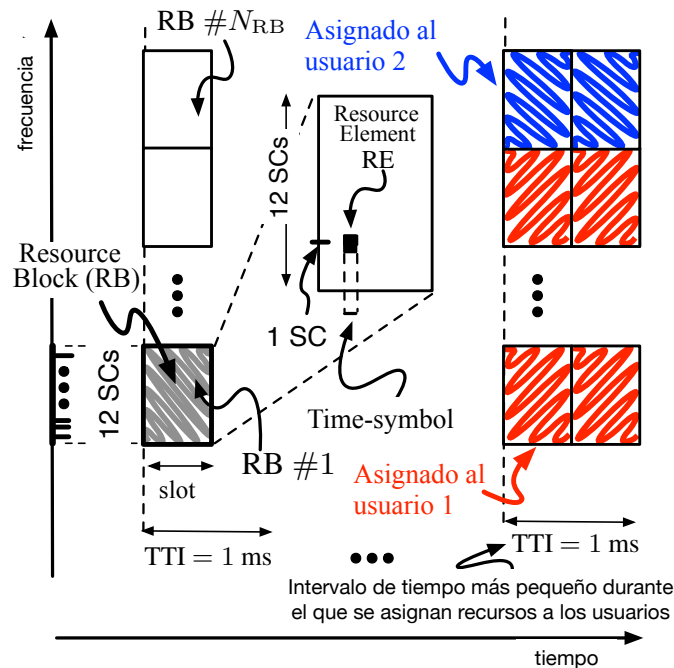 RB #N_RB
frecuencia
12 SCs
Resource
Element
RE
1 SC
Time-symbol
Resource
Block (RB)
12 SCs
RB #1
slot
TTI = 1 ms
Asignado al
usuario 2
Asignado al
usuario 1
TTI = 1 ms
Intervalo de tiempo más pequeño durante
el que se asignan recursos a los usuarios
tiempo